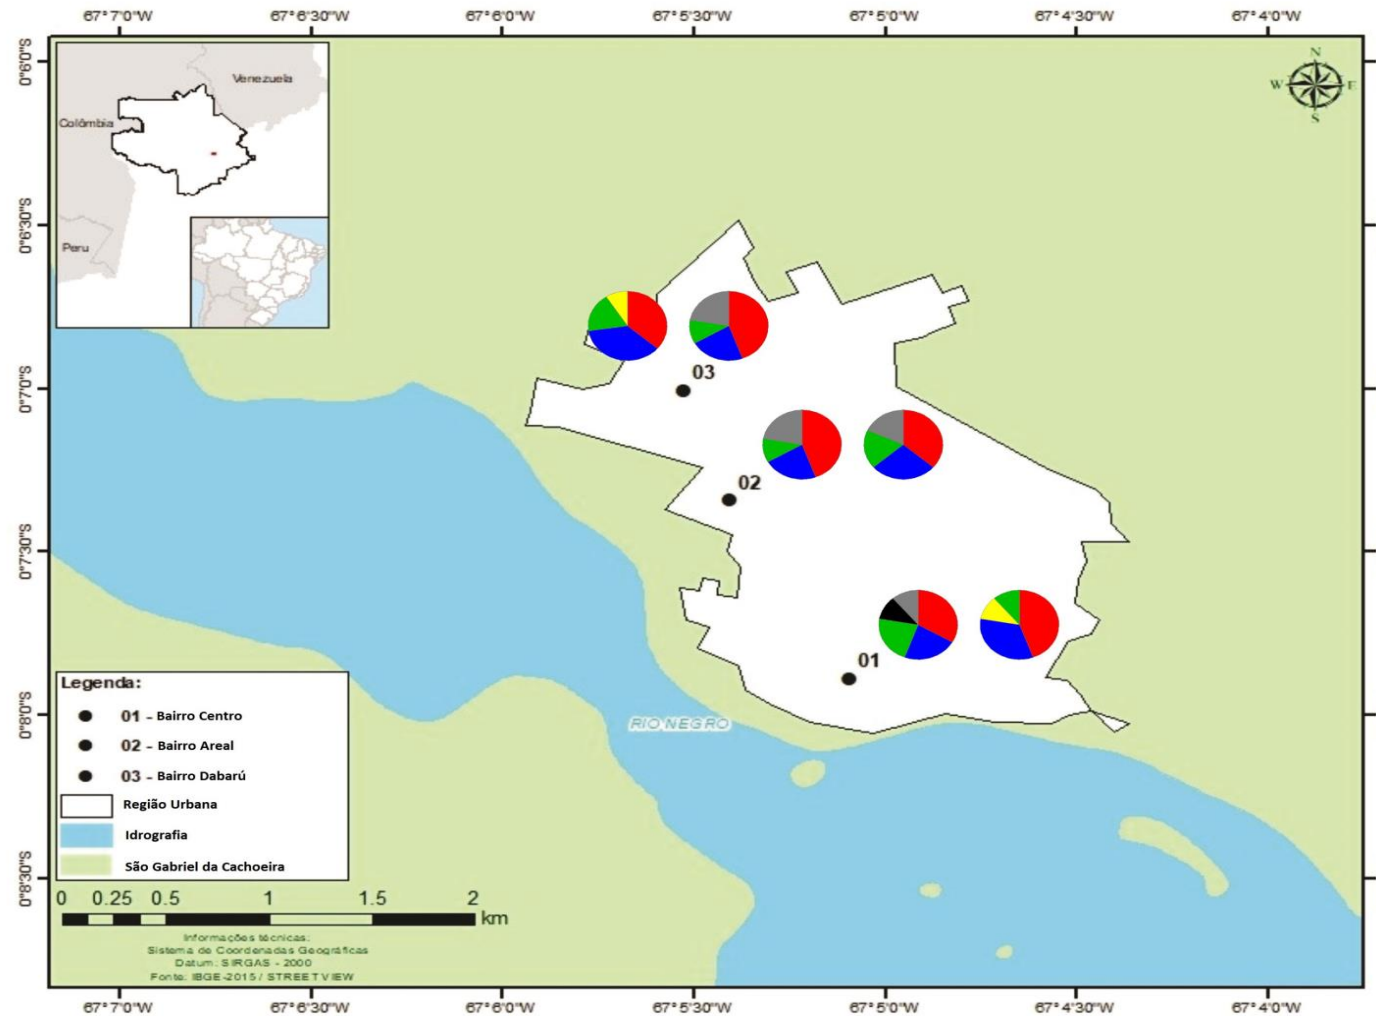 67°7'0"W 67°6'30"W 67°6'0"W 67°5'30"W 67°5'0"W 67°4'30"W 67°4'0"W
0°6'0"S
0°6'30"S
0°7'0"S
0°7'30"S
0°8'0"S
0°8'30"S
Venezuela
Colômbia
Peru
N
W E
S
03
02
01
RIO NEGRO
Legenda:
01 - Bairro Centro
02 - Bairro Areal
03 - Bairro Dabarú
Região Urbana
Idrografia
São Gabriel da Cachoeira
0 0.25 0.5 1 1.5 2
km
Informações técnicas:
Sistema de Coordenadas Geográficas
Datum: SIRGAS - 2000
Fonte: IBGE-2015 / STREET VIEW
67°7'0"W 67°6'30"W 67°6'0"W 67°5'30"W 67°5'0"W 67°4'30"W 67°4'0"W